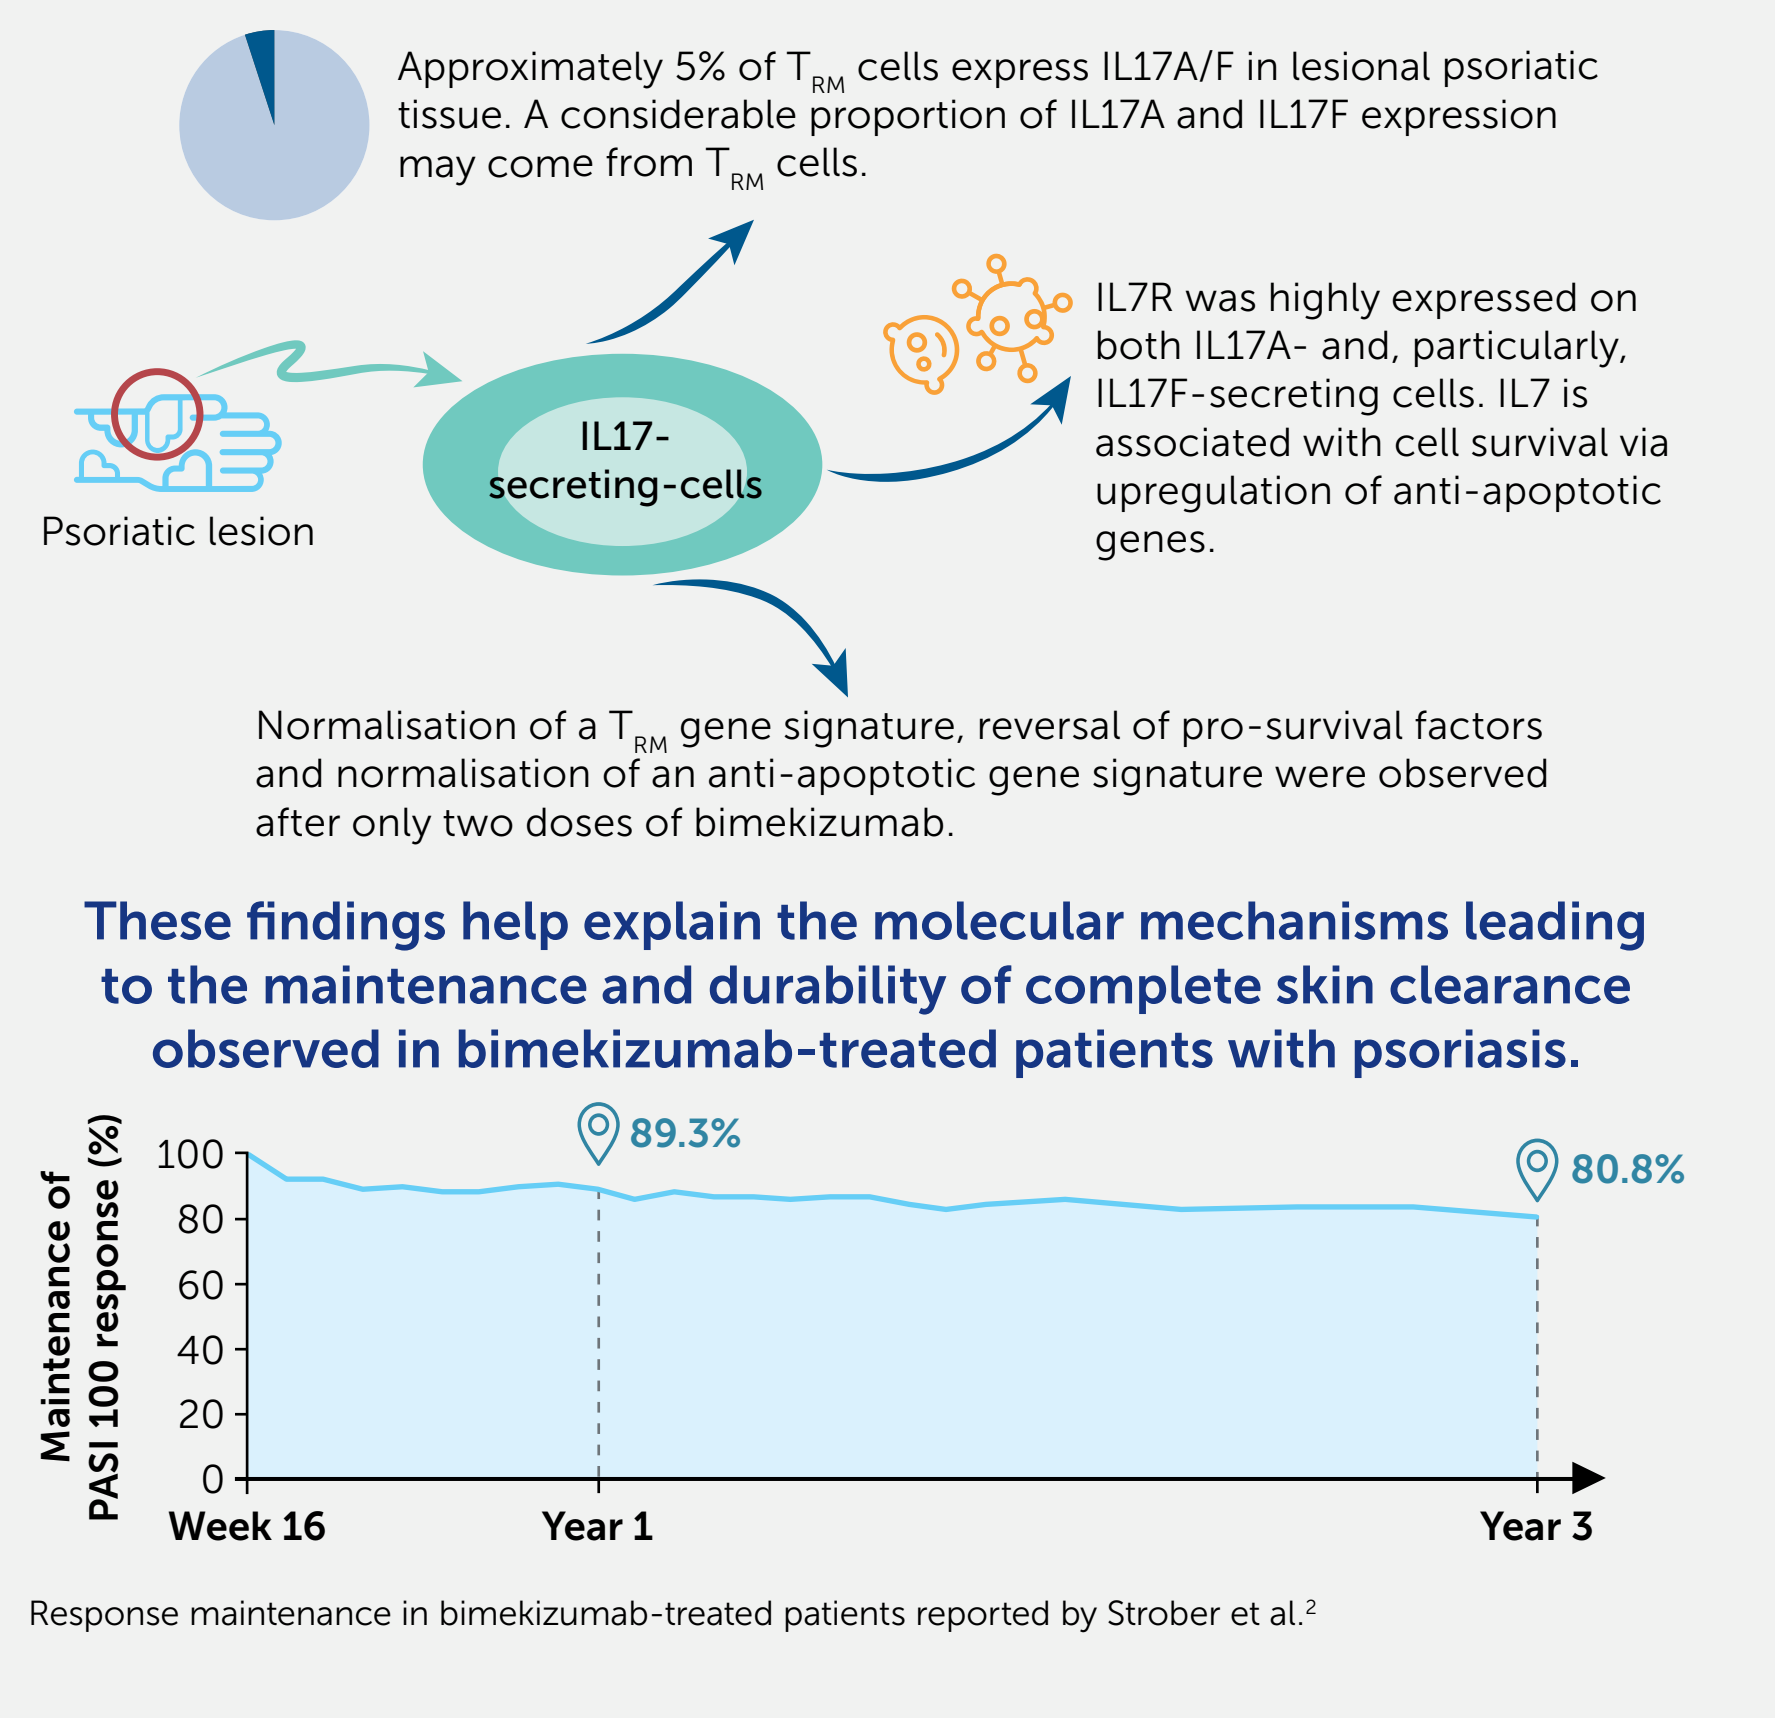 Approximately 5% of TRM cells express IL17A/F in lesional psoriatic
tissue. A considerable proportion of IL17A and IL17F expression
may come from TRM cells.
IL7R was highly expressed on
both IL17A- and, particularly,
IL17F-secreting cells. IL7 is
associated with cell survival via
upregulation of anti-apoptotic
genes.
IL17-
secreting-cells
Psoriatic lesion
Normalisation of a TRM gene signature, reversal of pro-survival factors
and normalisation of an anti-apoptotic gene signature were observed
after only two doses of bimekizumab.
These findings help explain the molecular mechanisms leading
to the maintenance and durability of complete skin clearance
observed in bimekizumab-treated patients with psoriasis.
Maintenance of
PASI 100 response (%)
100
80
60
40
20
0
89.3%
80.8%
Week 16
Year 1
Year 3
Response maintenance in bimekizumab-treated patients reported by Strober et al.2